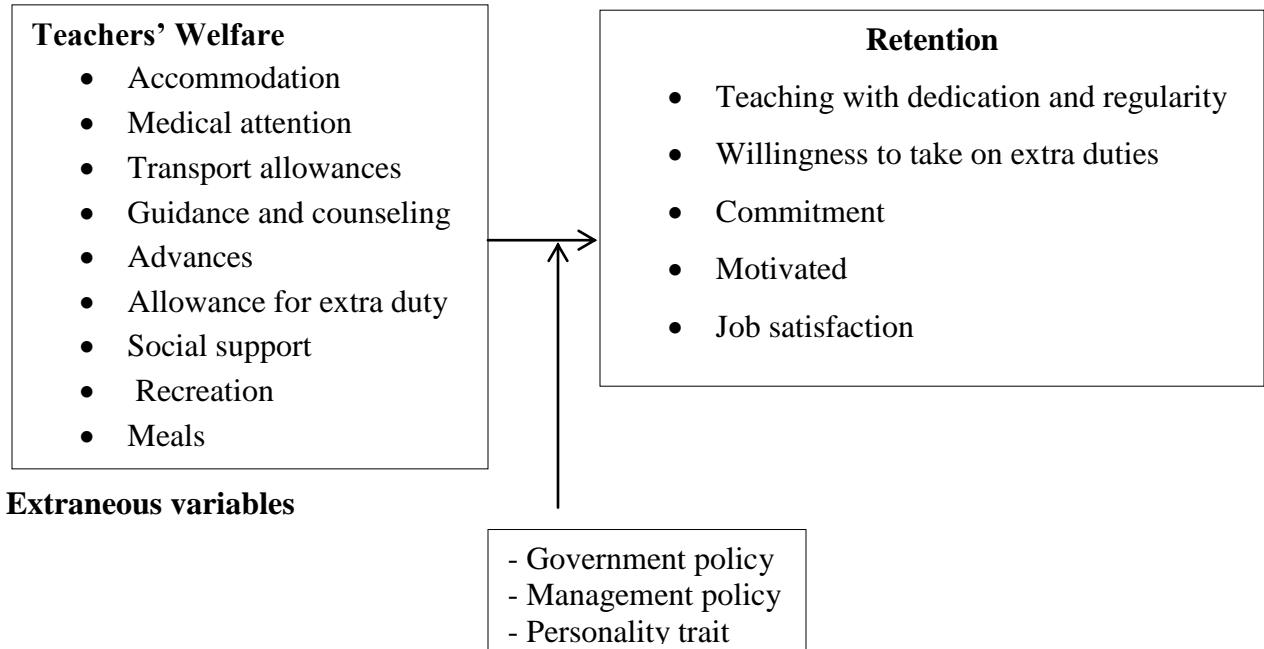 Teachers’ Welfare
• Accommodation
• Medical attention
• Transport allowances
• Guidance and counseling
• Advances
• Allowance for extra duty
• Social support
• Recreation
• Meals
Retention
• Teaching with dedication and regularity
• Willingness to take on extra duties
• Commitment
• Motivated
• Job satisfaction
Extraneous variables
- Government policy
- Management policy
- Personality trait